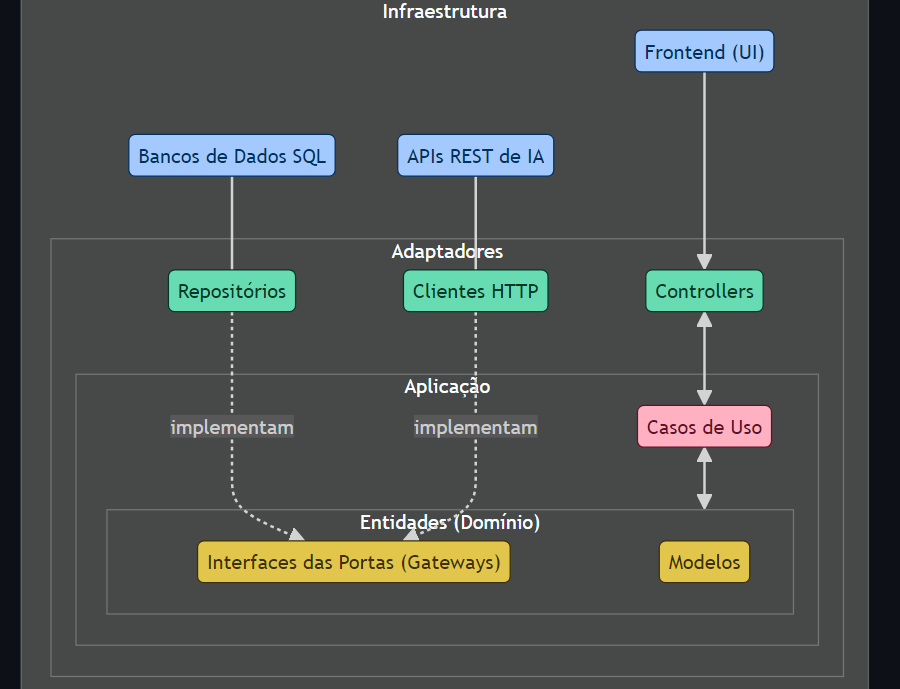 Infraestrutura
Frontend (UI)
Bancos de Dados SQL
APIs REST de IA
Adaptadores
Repositórios
Clientes HTTP
Controllers
Aplicação
implementam
implementam
Casos de Uso
Entidades (Domínio)
Interfaces das Portas (Gateways)
Modelos